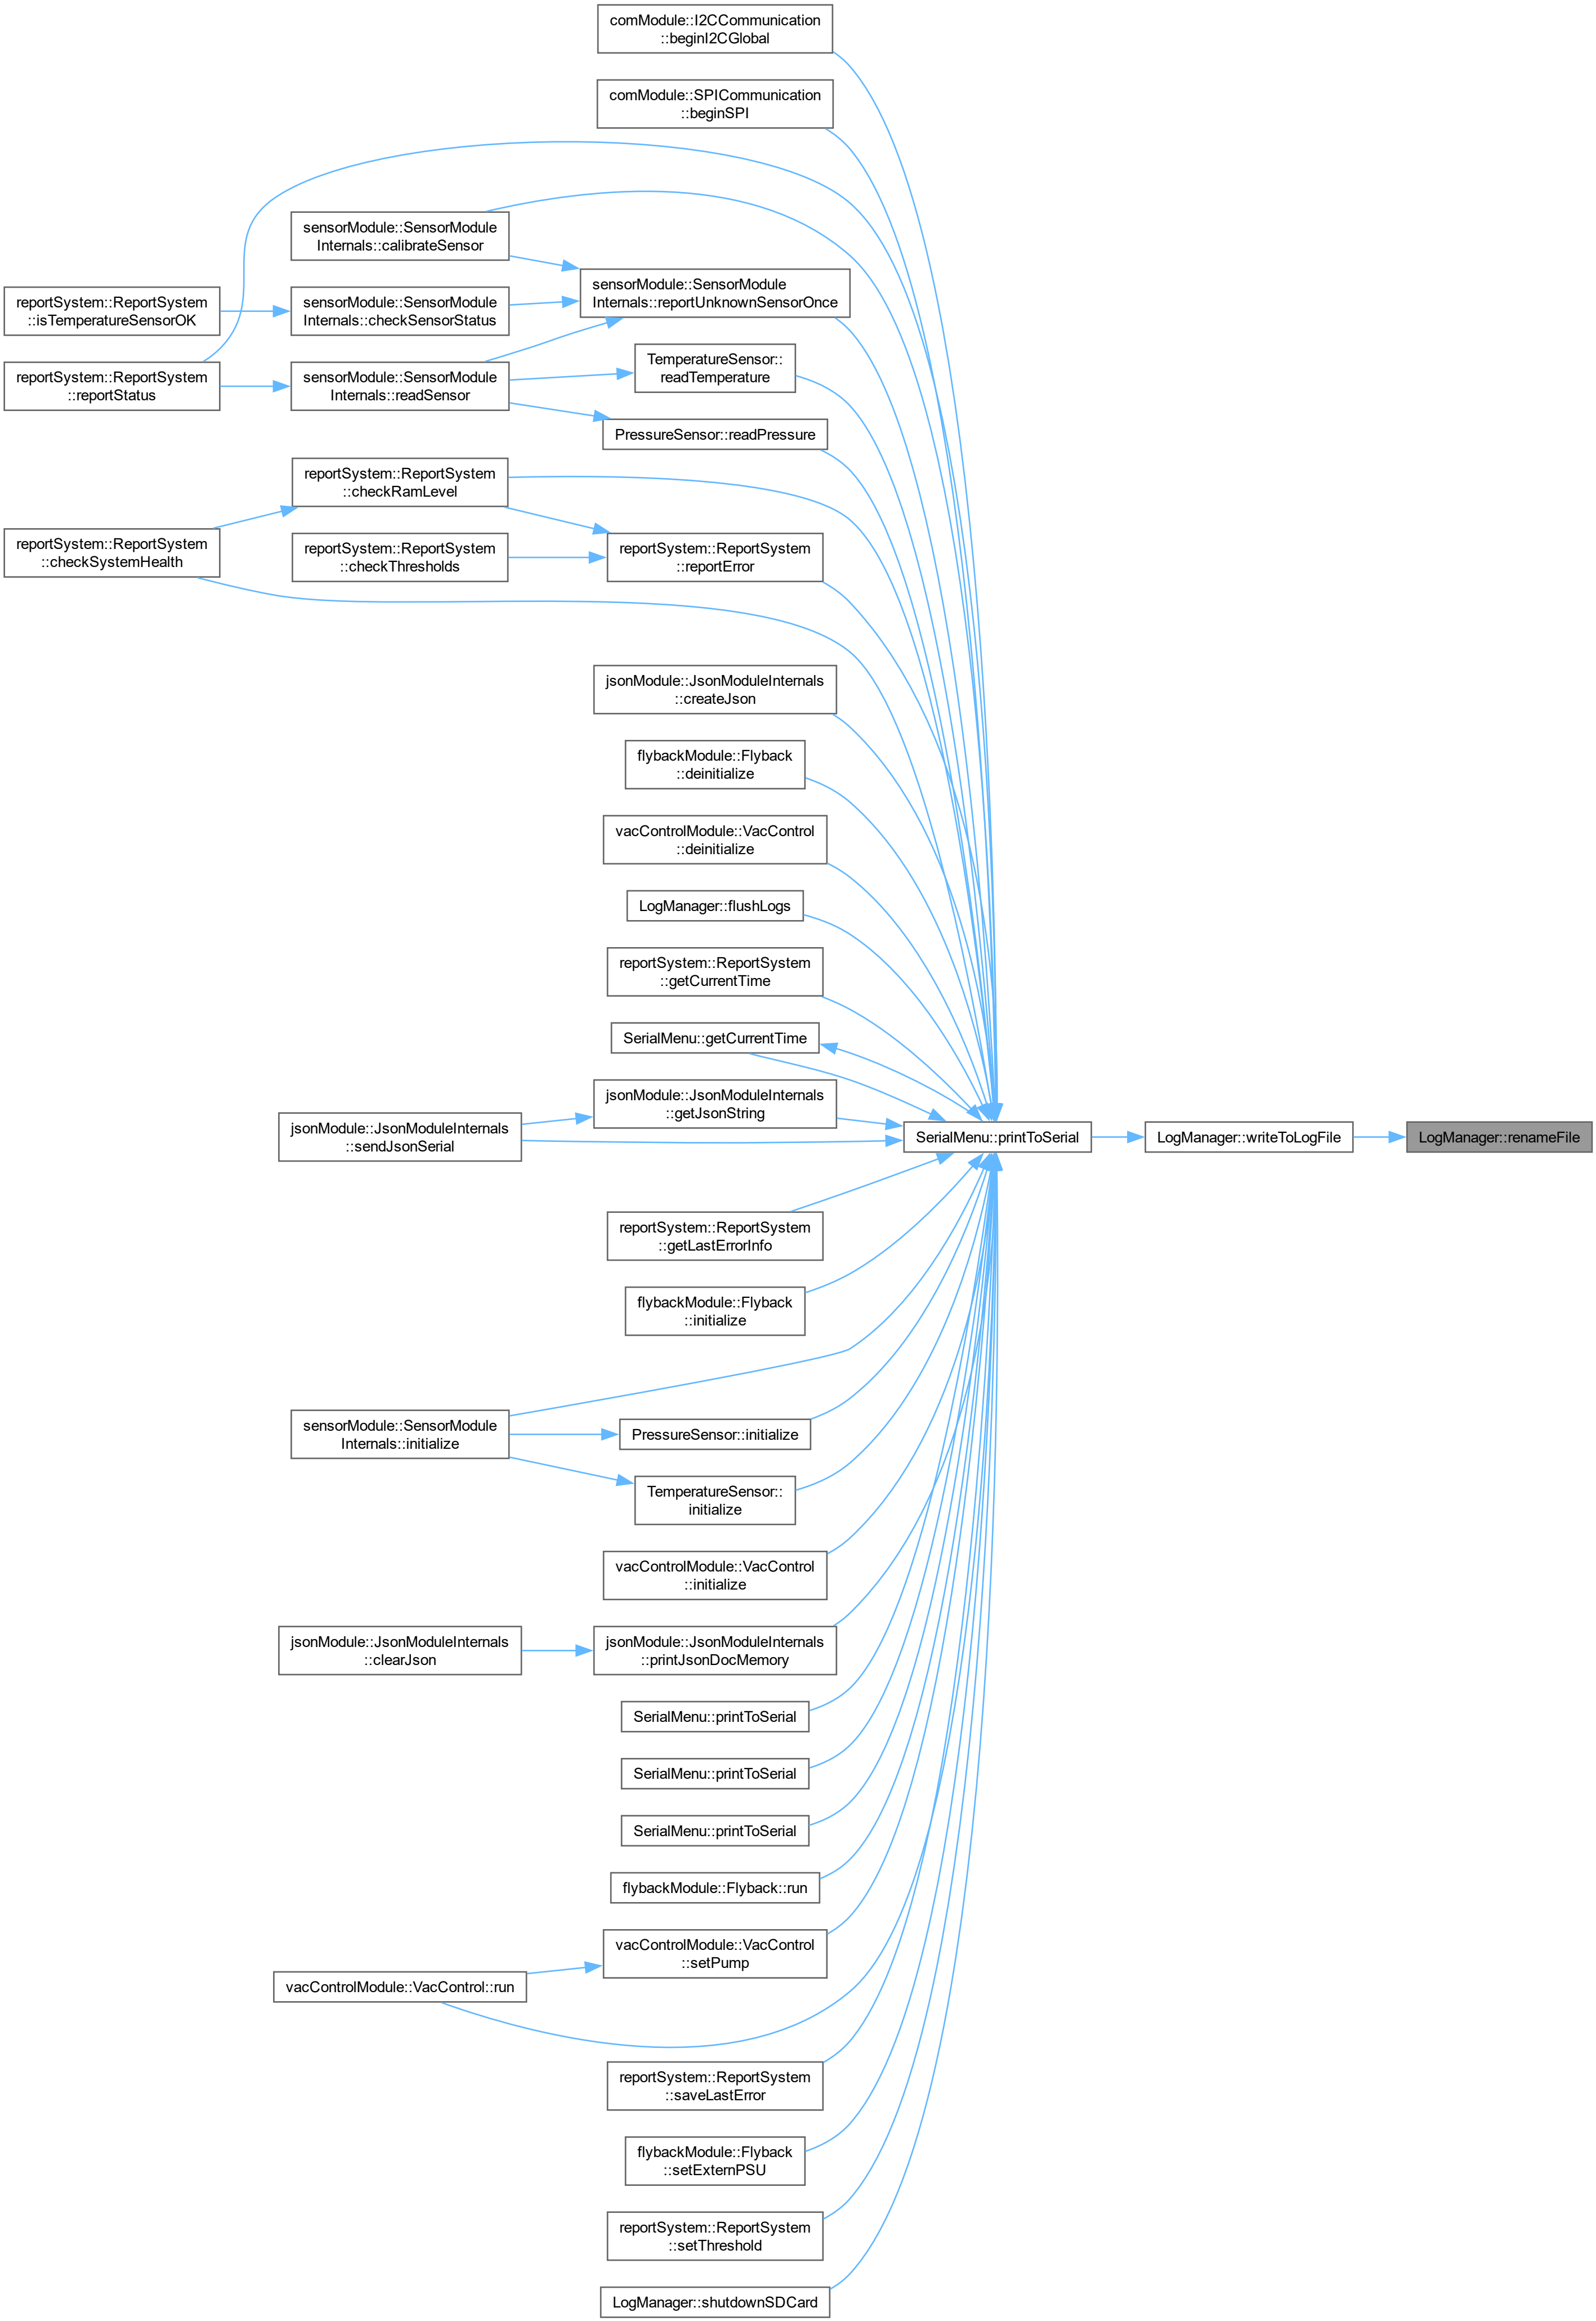 comModule::I2CCommunication
::beginI2CGlobal
comModule::SPICommunication
::beginSPI
sensorModule::SensorModule
Internals::calibrateSensor
sensorModule::SensorModule
Internals::reportUnknownSensorOnce
reportSystem::ReportSystem
::isTemperatureSensorOK
sensorModule::SensorModule
Internals::checkSensorStatus
TemperatureSensor::
readTemperature
reportSystem::ReportSystem
::reportStatus
sensorModule::SensorModule
Internals::readSensor
PressureSensor::readPressure
reportSystem::ReportSystem
::checkRamLevel
reportSystem::ReportSystem
::checkSystemHealth
reportSystem::ReportSystem
::checkThresholds
reportSystem::ReportSystem
::reportError
jsonModule::JsonModuleInternals
::createJson
flybackModule::Flyback
::deinitialize
vacControlModule::VacControl
::deinitialize
LogManager::flushLogs
reportSystem::ReportSystem
::getCurrentTime
SerialMenu::getCurrentTime
jsonModule::JsonModuleInternals
::getJsonString
jsonModule::JsonModuleInternals
::sendJsonSerial
SerialMenu::printToSerial
LogManager::writeToLogFile
LogManager::renameFile
reportSystem::ReportSystem
::getLastErrorInfo
flybackModule::Flyback
::initialize
sensorModule::SensorModule
Internals::initialize
PressureSensor::initialize
TemperatureSensor::
initialize
vacControlModule::VacControl
::initialize
jsonModule::JsonModuleInternals
::clearJson
jsonModule::JsonModuleInternals
::printJsonDocMemory
SerialMenu::printToSerial
SerialMenu::printToSerial
SerialMenu::printToSerial
flybackModule::Flyback::run
vacControlModule::VacControl
::setPump
vacControlModule::VacControl::run
reportSystem::ReportSystem
::saveLastError
flybackModule::Flyback
::setExternPSU
reportSystem::ReportSystem
::setThreshold
LogManager::shutdownSDCard